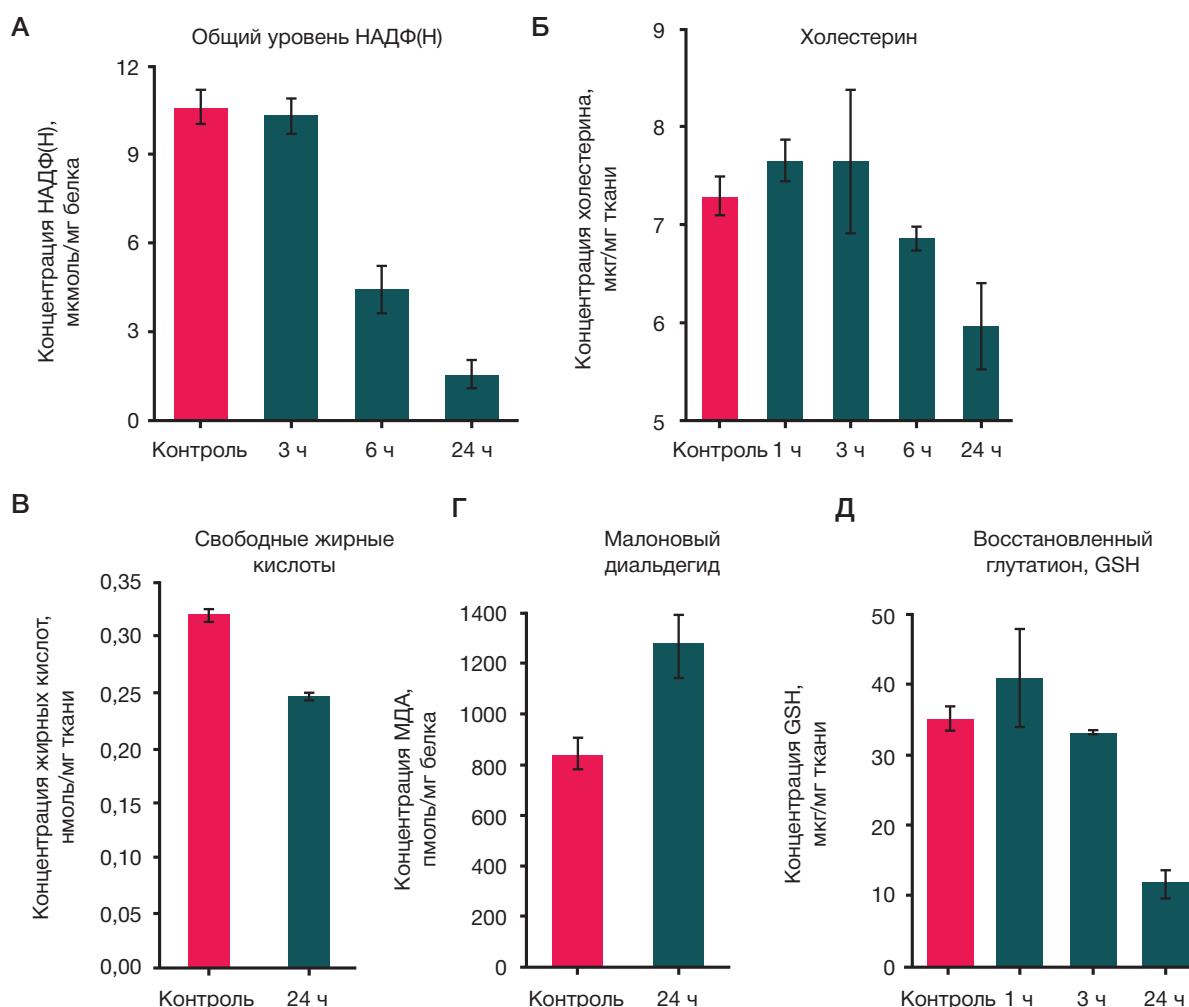 А
Общий уровень НАДФ(Н)
Концентрация НАДФ(Н),
мкмоль/мг белка
12
9
6
3
0
Контроль 3 ч 6 ч 24 ч
Б
Холестерин
Концентрация холестерина,
мкг/мг ткани
9
8
7
6
5
Контроль 1 ч 3 ч 6 ч 24 ч
В
Свободные жирные
кислоты
Концентрация жирных кислот,
нмоль/мг ткани
0,35
0,30
0,25
0,20
0,15
0,10
0,05
0,00
Контроль 24 ч
Г
Малоновый
диальдегид
Концентрация МДА,
пмоль/мг белка
1400
1200
1000
800
600
400
200
0
Контроль 24 ч
Д
Восстановленный
глутатион, GSH
Концентрация GSH,
мкг/мг ткани
50
40
30
20
10
0
Контроль 1 ч 3 ч 24 ч